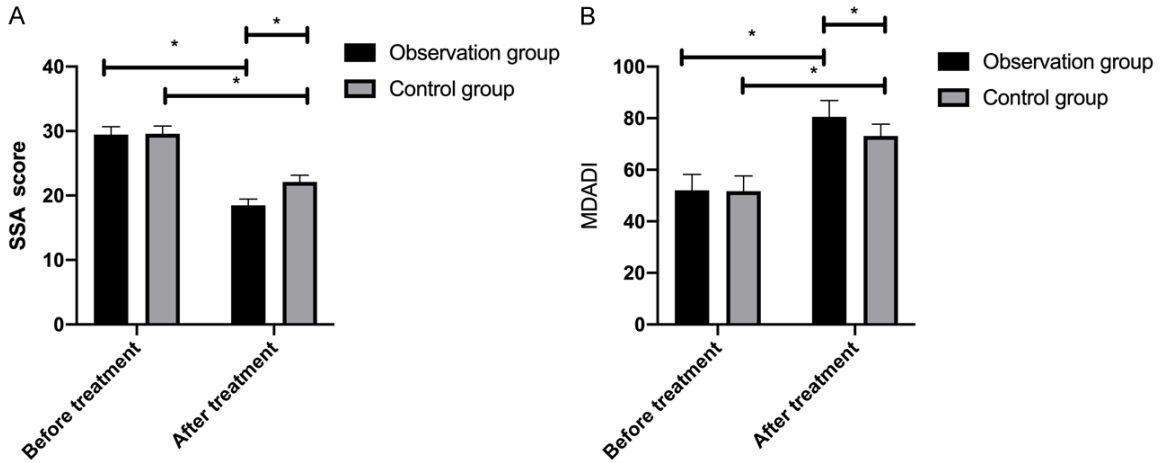 A
*
*
*
40
30
20
10
0
SSA score
Before treatment
After treatment
Observation group
Control group
B
*
*
*
100
80
60
40
20
0
MDADI
Before treatment
After treatment
Observation group
Control group